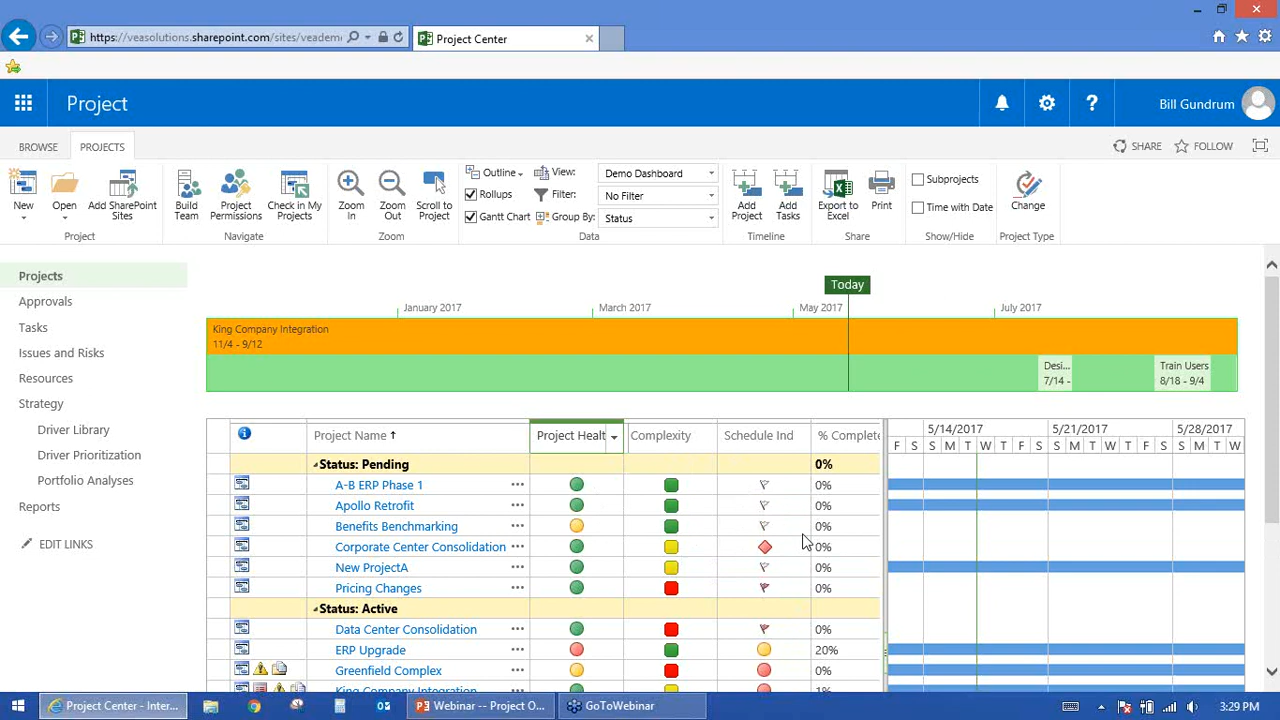 https://veasolutions.sharepoint.com/sites/veademc
Project Center
Project
Bill Gundrum
BROWSE
PROJECTS
SHARE
FOLLOW
New
Open
Add SharePoint
Sites
Project
Build
Team
Project
Permissions
Check in My
Projects
Navigate
Zoom
In
Zoom
Out
Scroll to
Project
Zoom
Outline
Rollups
Gantt Chart
View:
Demo Dashboard
Filter:
No Filter
Group By:
Status
Data
Add
Project
Add
Tasks
Timeline
Export to
Excel
Print
Share
Subprojects
Time with Date
Show/Hide
Change
Project Type
Projects
Approvals
Tasks
Issues and Risks
Resources
Strategy
Driver Library
Driver Prioritization
Portfolio Analyses
Reports
EDIT LINKS
Today
January 2017 March 2017 May 2017 July 2017
King Company Integration
11/4 - 9/12
Desi...
7/14 -
Train Users
8/18 - 9/4
Project Name Project Healt Complexity Schedule Ind % Complete
5/14/2017 5/21/2017 5/28/2017
F S S M T W T F S S M T W T F S S M T W
Status: Pending 0%
A-B ERP Phase 1 0%
Apollo Retrofit 0%
Benefits Benchmarking 0%
Corporate Center Consolidation 0%
New ProjectA 0%
Pricing Changes 0%
Status: Active
Data Center Consolidation 0%
ERP Upgrade 20%
Greenfield Complex 0%
King Company Integration 1%
Project Center - Inter...
Webinar -- Project O...
GoToWebinar
3:29 PM